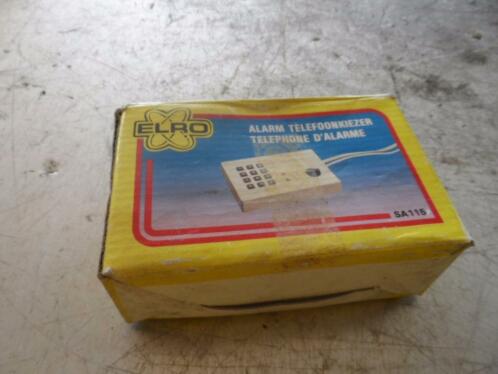 ELRO
ALARM TELEFOONKIEZER
TELEPHONE D'ALARME
SA115